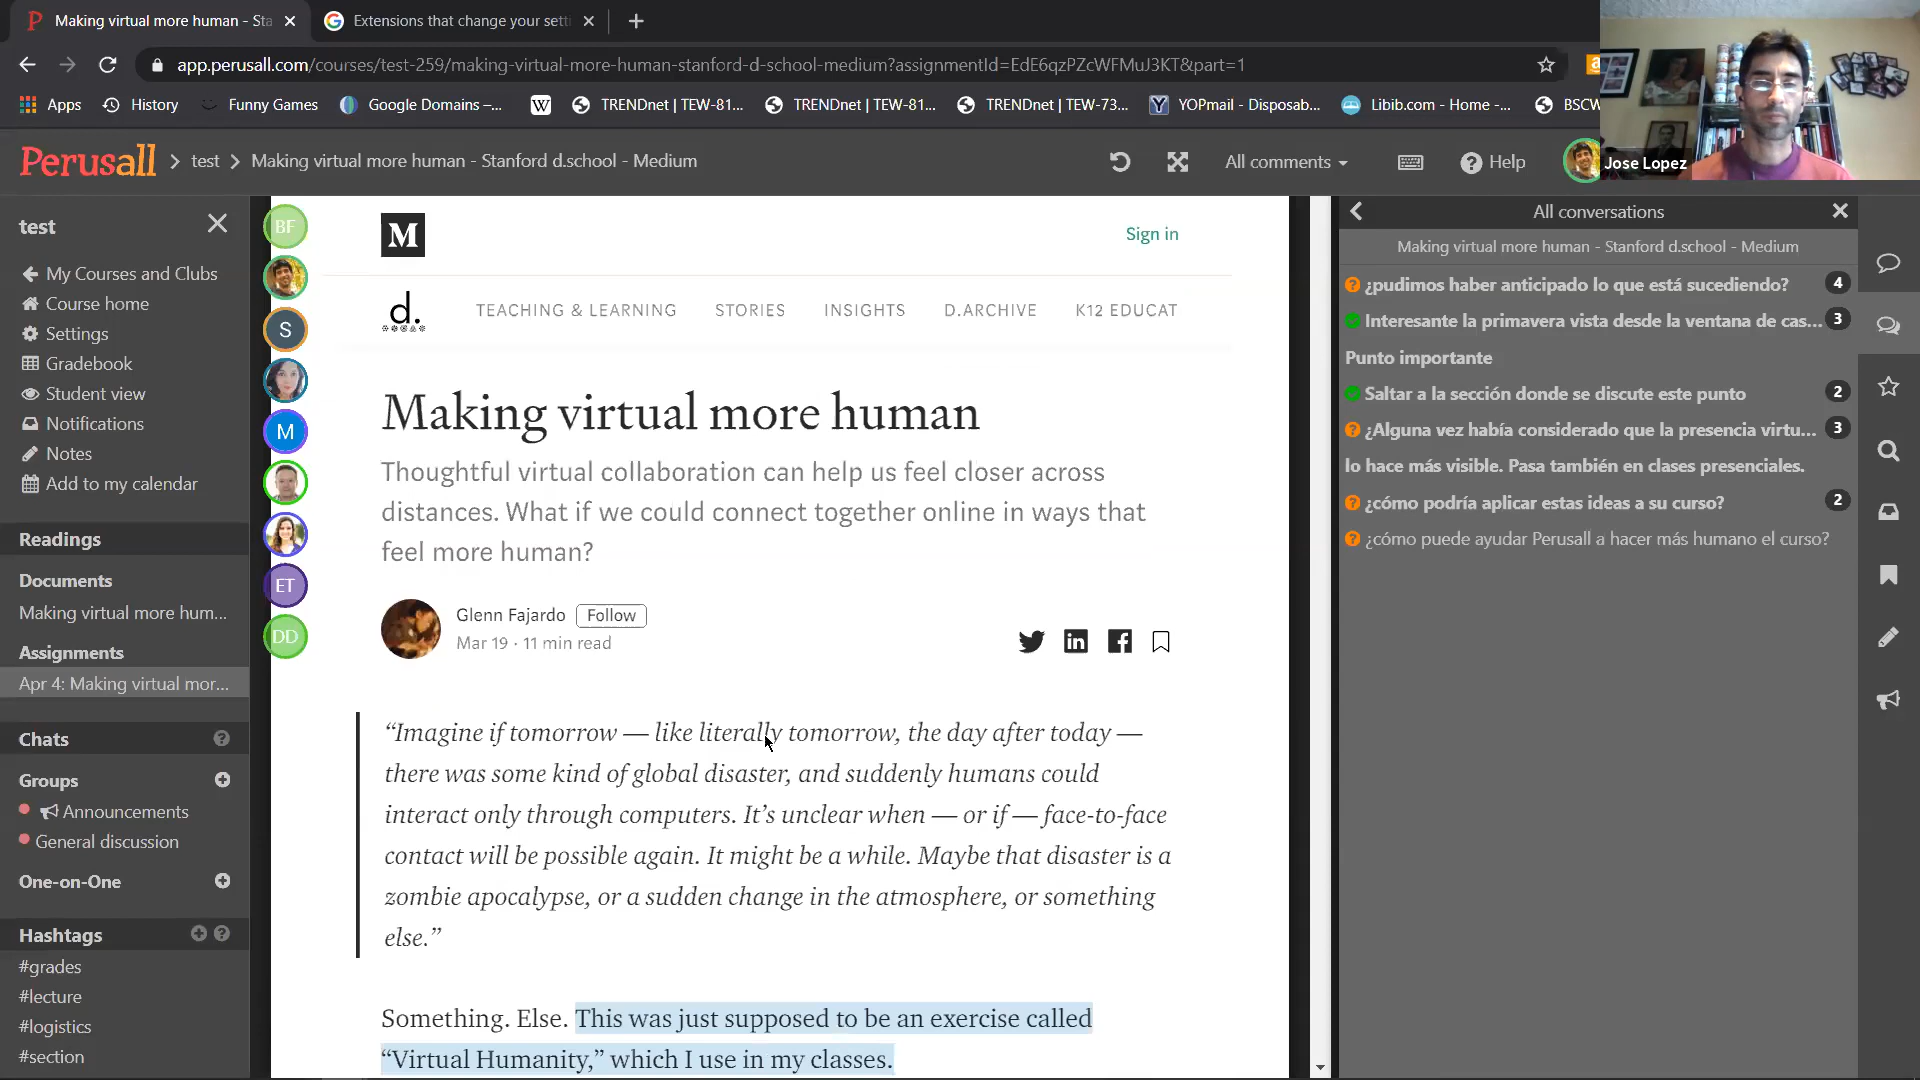 Making virtual more human - Sta
Extensions that change your sett
app.perusall.com/courses/test-259/making-virtual-more-human-stanford-d-school-medium?assignmentId=EdE6qzPZcWFMuJ3KT&part=1
Apps
History
Funny Games
Google Domains –...
W
TRENDnet | TEW-81...
TRENDnet | TEW-81...
TRENDnet | TEW-73...
YOPmail - Disposab...
Libib.com - Home -...
BSCW
Perusall > test > Making virtual more human - Stanford d.school - Medium
All comments
Help
Jose Lopez
test
My Courses and Clubs
Course home
Settings
Gradebook
Student view
Notifications
Notes
Add to my calendar
Readings
Documents
Making virtual more hum...
Assignments
Apr 4: Making virtual mor...
Chats
Groups
Announcements
General discussion
One-on-One
Hashtags
#grades
#lecture
#logistics
#section
BF
S
M
ET
DD
M
Sign in
d.
TEACHING & LEARNING
STORIES
INSIGHTS
D.ARCHIVE
K12 EDUCAT
Making virtual more human
Thoughtful virtual collaboration can help us feel closer across
distances. What if we could connect together online in ways that
feel more human?
Glenn Fajardo
Follow
Mar 19 · 11 min read
“Imagine if tomorrow — like literally tomorrow, the day after today —
there was some kind of global disaster, and suddenly humans could
interact only through computers. It’s unclear when — or if — face-to-face
contact will be possible again. It might be a while. Maybe that disaster is a
zombie apocalypse, or a sudden change in the atmosphere, or something
else.”
Something. Else. This was just supposed to be an exercise called
“Virtual Humanity,” which I use in my classes.
All conversations
Making virtual more human - Stanford d.school - Medium
¿pudimos haber anticipado lo que está sucediendo? 4
Interesante la primavera vista desde la ventana de cas... 3
Punto importante
Saltar a la sección donde se discute este punto 2
¿Alguna vez había considerado que la presencia virtu... 3
lo hace más visible. Pasa también en clases presenciales.
¿cómo podría aplicar estas ideas a su curso? 2
¿cómo puede ayudar Perusall a hacer más humano el curso?